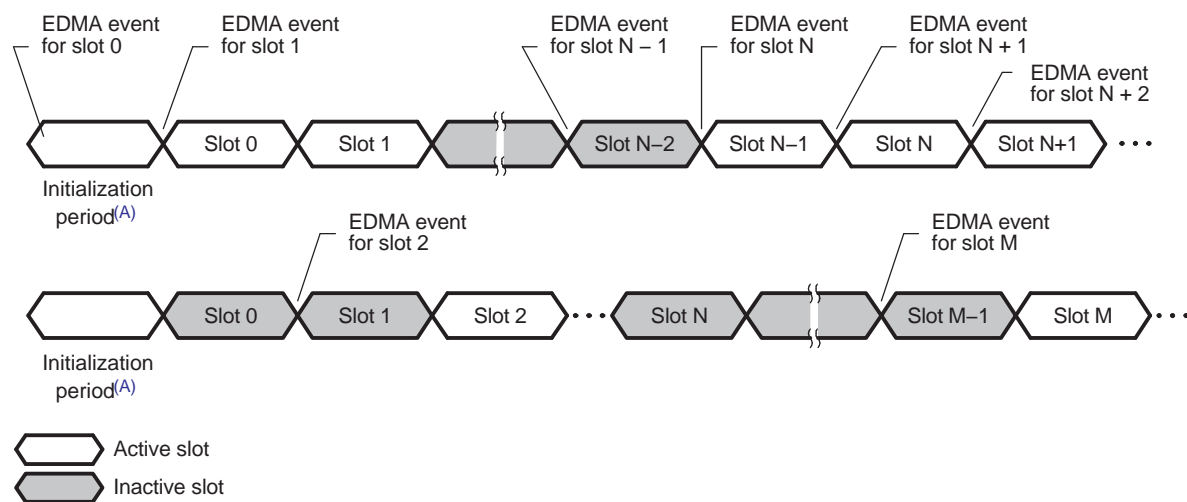 EDMA event
for slot 0
EDMA event
for slot 1
EDMA event
for slot N – 1
EDMA event
for slot N
EDMA event
for slot N + 1
EDMA event
for slot N + 2
Slot 0
Slot 1
Slot N–2
Slot N–1
Slot N
Slot N+1
Initialization
period(A)
EDMA event
for slot 2
EDMA event
for slot M
Slot 0
Slot 1
Slot 2
Slot N
Slot M–1
Slot M
Initialization
period(A)
Active slot
Inactive slot